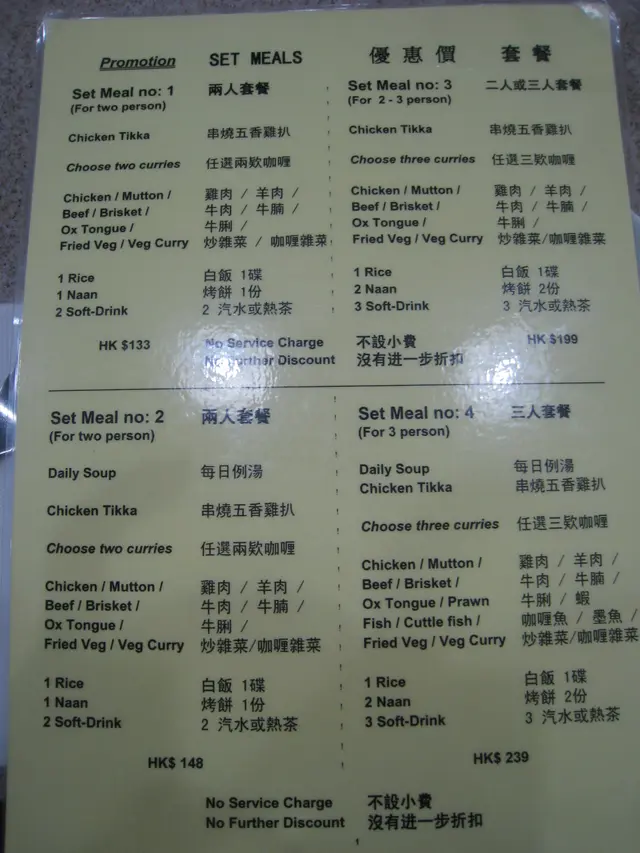 Promotion SET MEALS 優惠價 套餐
Set Meal no: 1 兩人套餐
(For two person)
Chicken Tikka 串燒五香雞扒
Choose two curries 任選兩欵咖喱
Chicken / Mutton / 雞肉 / 羊肉 /
Beef / Brisket / 牛肉 / 牛腩 /
Ox Tongue / 牛脷 /
Fried Veg / Veg Curry 炒雜菜 / 咖喱雜菜
1 Rice 白飯 1碟
1 Naan 烤餅 1份
2 Soft-Drink 2 汽水或熱茶
HK $133
Set Meal no: 3 二人或三人套餐
(For 2 - 3 person)
Chicken Tikka 串燒五香雞扒
Choose three curries 任選三欵咖喱
Chicken / Mutton / 雞肉 / 羊肉 /
Beef / Brisket / 牛肉 / 牛腩 /
Ox Tongue / 牛脷 /
Fried Veg / Veg Curry 炒雜菜/咖喱雜菜
1 Rice 白飯 1碟
2 Naan 烤餅 2份
3 Soft-Drink 3 汽水或熱茶
HK $199
No Service Charge 不設小費
No Further Discount 沒有进一步折扣
Set Meal no: 2 兩人套餐
(For two person)
Daily Soup 每日例湯
Chicken Tikka 串燒五香雞扒
Choose two curries 任選兩欵咖喱
Chicken / Mutton / 雞肉 / 羊肉 /
Beef / Brisket / 牛肉 / 牛腩 /
Ox Tongue / 牛脷 /
Fried Veg / Veg Curry 炒雜菜/咖喱雜菜
1 Rice 白飯 1碟
1 Naan 烤餅 1份
2 Soft-Drink 2 汽水或熱茶
HK$ 148
Set Meal no: 4 三人套餐
(For 3 person)
Daily Soup 每日例湯
Chicken Tikka 串燒五香雞扒
Choose three curries 任選三欵咖喱
Chicken / Mutton / 雞肉 / 羊肉 /
Beef / Brisket / 牛肉 / 牛腩 /
Ox Tongue / Prawn 牛脷 / 蝦
Fish / Cuttle fish / 咖喱魚 / 墨魚 /
Fried Veg / Veg Curry 炒雜菜/咖喱雜菜
1 Rice 白飯 1碟
2 Naan 烤餅 2份
3 Soft-Drink 3 汽水或熱茶
HK$ 239
No Service Charge 不設小費
No Further Discount 沒有进一步折扣